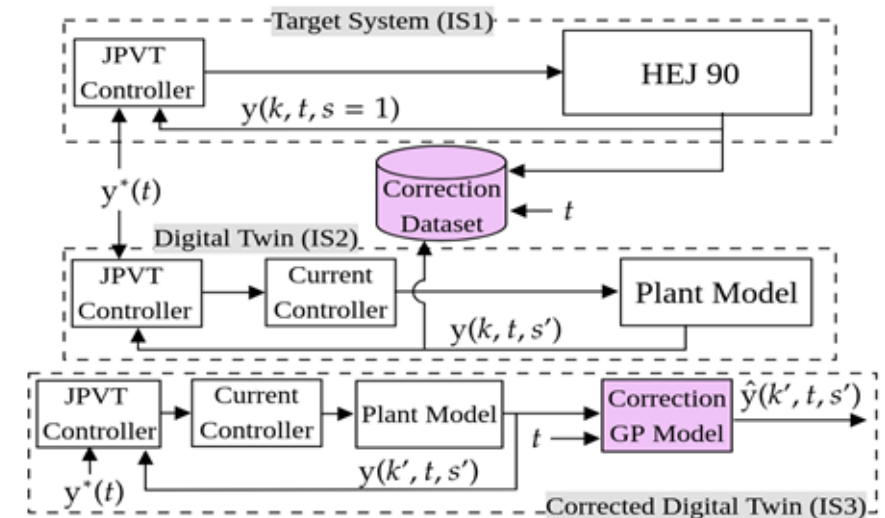 Target System (IS1)
JPVT
Controller
HEJ 90
y(k, t, s = 1)
Correction
Dataset
t
y*(t)
Digital Twin (IS2)
JPVT
Controller
Current
Controller
Plant Model
y(k, t, s′)
JPVT
Controller
Current
Controller
Plant Model
Correction
GP Model
ŷ(k′, t, s′)
t
y(k′, t, s′)
y*(t)
Corrected Digital Twin (IS3)